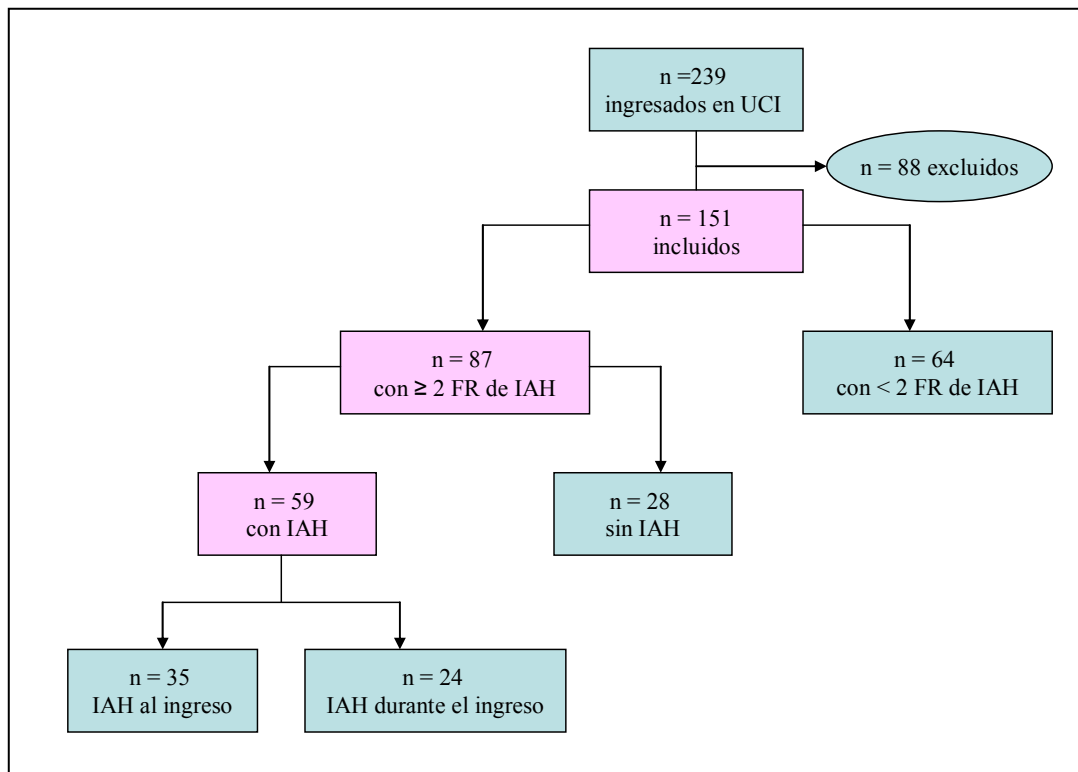 n =239
ingresados en UCI
n = 88 excluidos
n = 151
incluidos
n = 87
con ≥ 2 FR de IAH
n = 64
con < 2 FR de IAH
n = 59
con IAH
n = 28
sin IAH
n = 35
IAH al ingreso
n = 24
IAH durante el ingreso